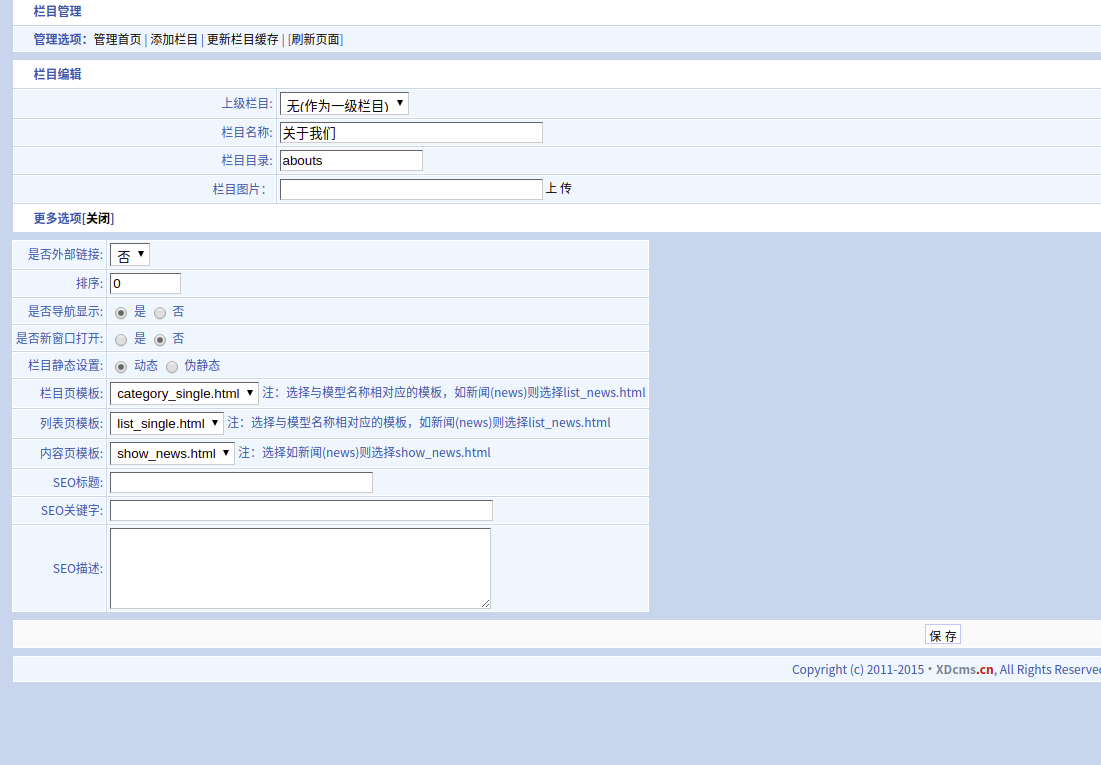 栏目管理
管理选项：管理首页 | 添加栏目 | 更新栏目缓存 | [刷新页面]
栏目编辑
上级栏目: 无(作为一级栏目)
栏目名称: 关于我们
栏目目录: abouts
栏目图片： 上 传
更多选项[关闭]
是否外部链接: 否
排序: 0
是否导航显示: 是 否
是否新窗口打开: 是 否
栏目静态设置: 动态 伪静态
栏目页模板: category_single.html 注：选择与模型名称相对应的模板，如新闻(news)则选择list_news.html
列表页模板: list_single.html 注：选择与模型名称相对应的模板，如新闻(news)则选择list_news.html
内容页模板: show_news.html 注：选择如新闻(news)则选择show_news.html
SEO标题:
SEO关键字:
SEO描述:
保 存
Copyright (c) 2011-2015・XDcms.cn, All Rights Reserve